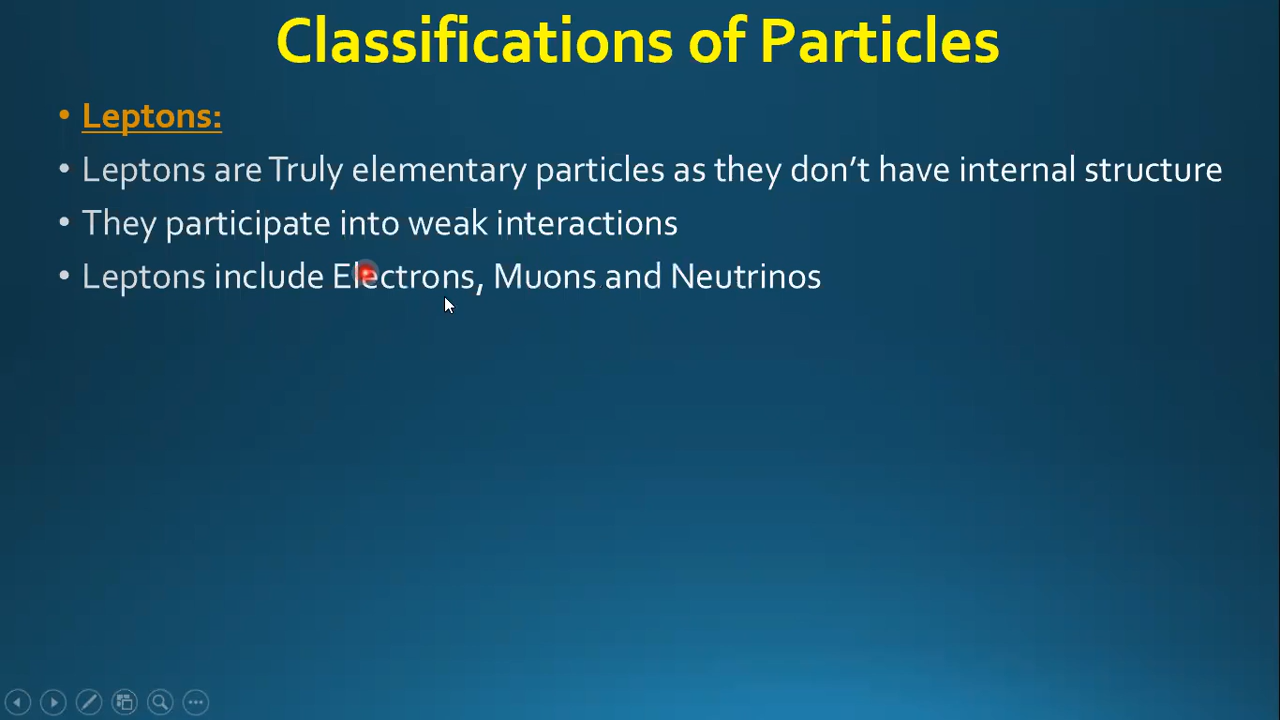 Classifications of Particles
• Leptons:
• Leptons are Truly elementary particles as they don’t have internal structure
• They participate into weak interactions
• Leptons include Electrons, Muons and Neutrinos